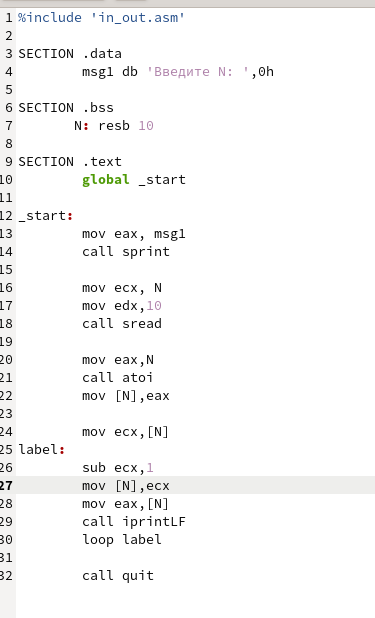 1 %include 'in_out.asm'
2
3 SECTION .data
4         msg1 db 'Введите N: ',0h
5
6 SECTION .bss
7        N: resb 10
8
9 SECTION .text
10         global _start
11
12 _start:
13         mov eax, msg1
14         call sprint
15
16         mov ecx, N
17         mov edx,10
18         call sread
19
20         mov eax,N
21         call atoi
22         mov [N],eax
23
24         mov ecx,[N]
25 label:
26         sub ecx,1
27         mov [N],ecx
28         mov eax,[N]
29         call iprintLF
30         loop label
31
32         call quit